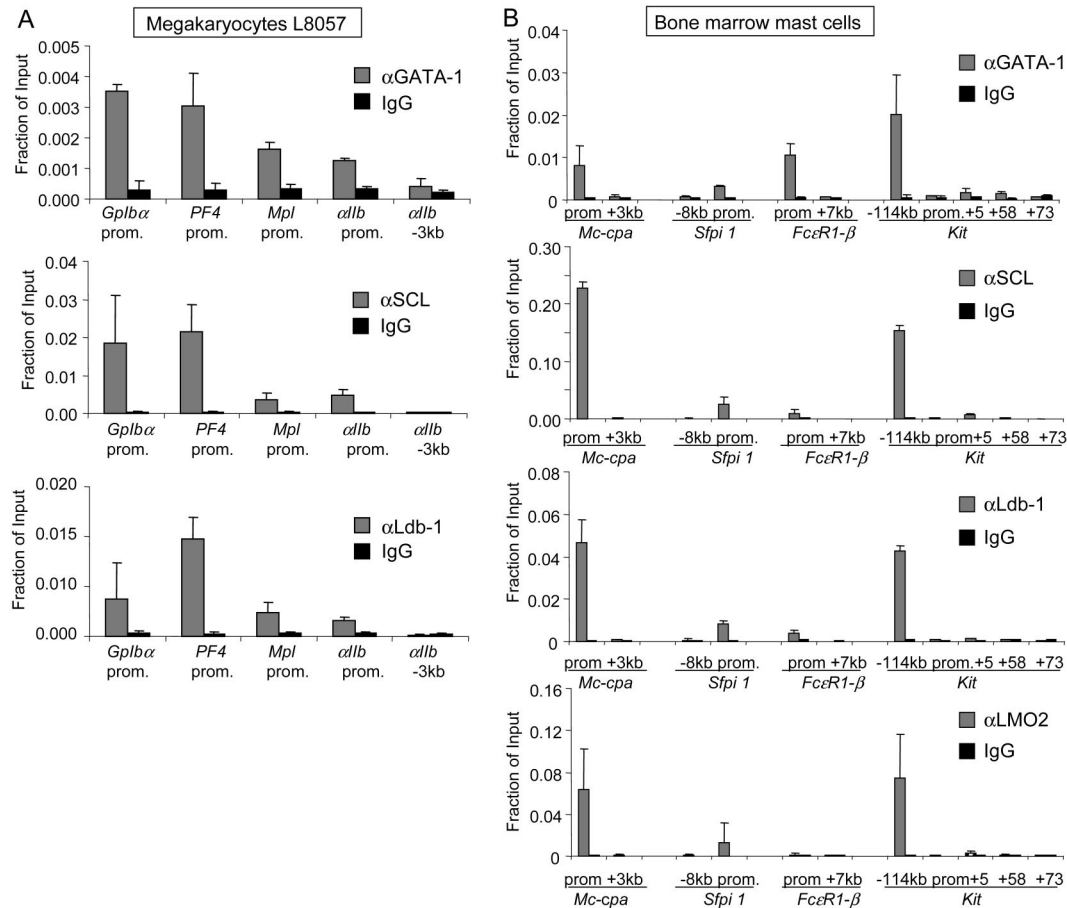 A
Megakaryocytes L8057
Fraction of Input
0.005
0.004
0.003
0.002
0.001
0.000
αGATA-1
IgG
GpIbα PF4 Mpl αIIb αIIb
prom. prom. prom. prom. -3kb
Fraction of Input
0.04
0.03
0.02
0.01
0.00
αSCL
IgG
GpIbα PF4 Mpl αIIb αIIb
prom. prom. prom. prom. -3kb
Fraction of Input
0.020
0.015
0.010
0.000
αLdb-1
IgG
GpIbα PF4 Mpl αIIb αIIb
prom. prom. prom. prom. -3kb
B
Bone marrow mast cells
Fraction of Input
0.04
0.03
0.02
0.01
0
αGATA-1
IgG
prom +3kb -8kb prom. prom +7kb -114kb prom.+5 +58 +73
Mc-cpa Sfpi 1 FcεR1-β Kit
Fraction of Input
0.30
0.20
0.10
0.00
αSCL
IgG
prom +3kb -8kb prom. prom +7kb -114kb prom+5 +58 +73
Mc-cpa Sfpi 1 FcεR1-β Kit
Fraction of Input
0.08
0.06
0.04
0.02
0
αLdb-1
IgG
prom +3kb -8kb prom. prom +7kb -114kb prom.+5 +58 +73
Mc-cpa Sfpi 1 FcεR1-β Kit
Fraction of Input
0.16
0.12
0.08
0.04
0
αLMO2
IgG
prom +3kb -8kb prom. prom +7kb -114kb prom+5 +58 +73
Mc-cpa Sfpi 1 FcεR1-β Kit